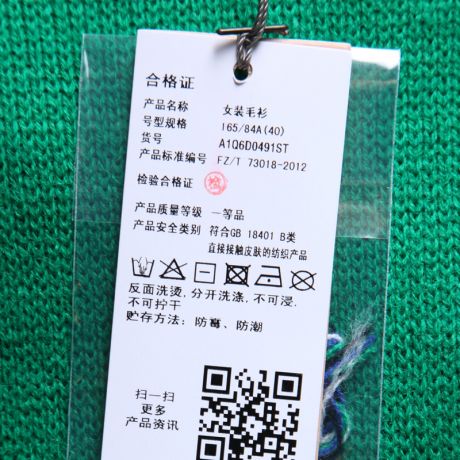 合格证
产品名称 女装毛衫
号型规格 165/84A(40)
货号 A1Q6D0491ST
产品标准编号 FZ/T 73018-2012
检验合格证 检
产品质量等级 一等品
产品安全类别 符合GB 18401 B类
直接接触皮肤的纺织产品
反面洗烫,分开洗涤,不可浸.
不可拧干
贮存方法: 防霉、防潮
扫一扫
更多
产品资讯